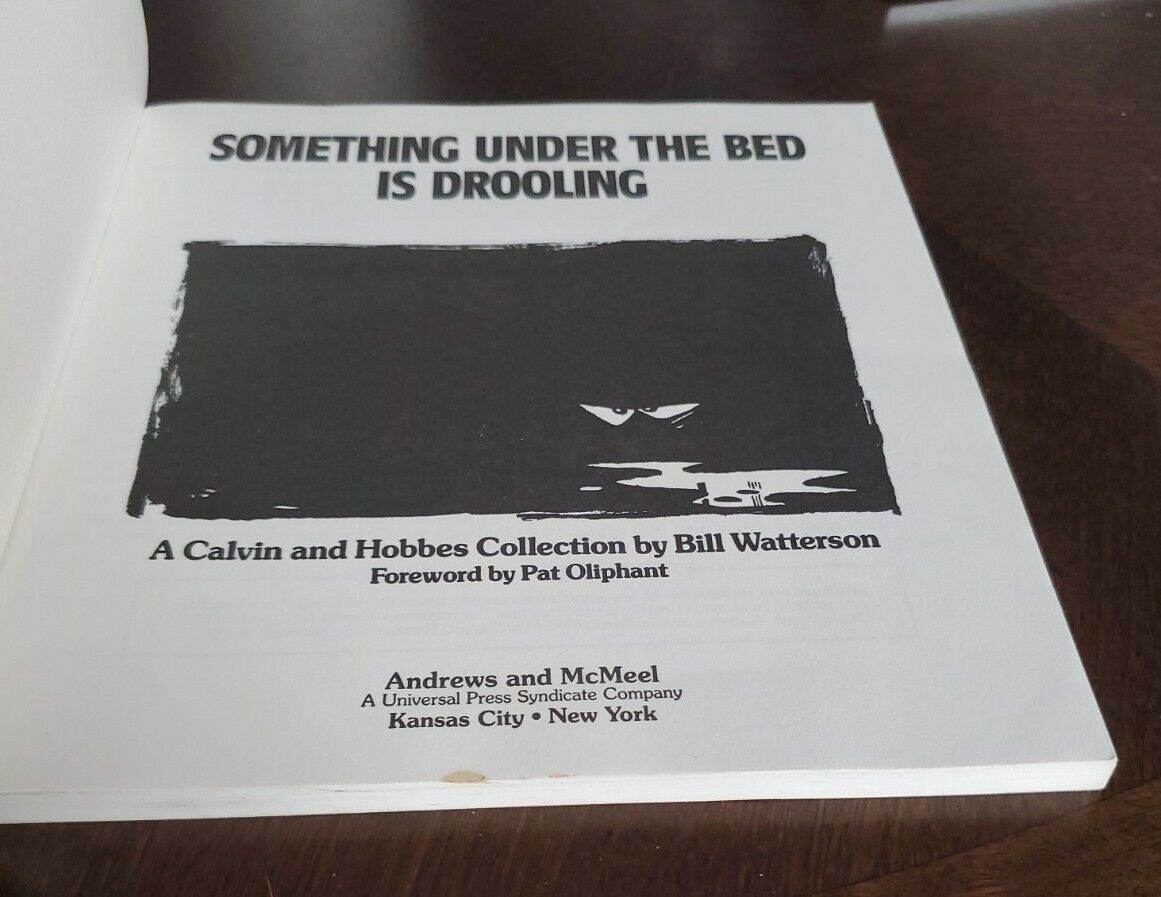 SOMETHING UNDER THE BED
IS DROOLING
A Calvin and Hobbes Collection by Bill Watterson
Foreword by Pat Oliphant
Andrews and McMeel
A Universal Press Syndicate Company
Kansas City • New York